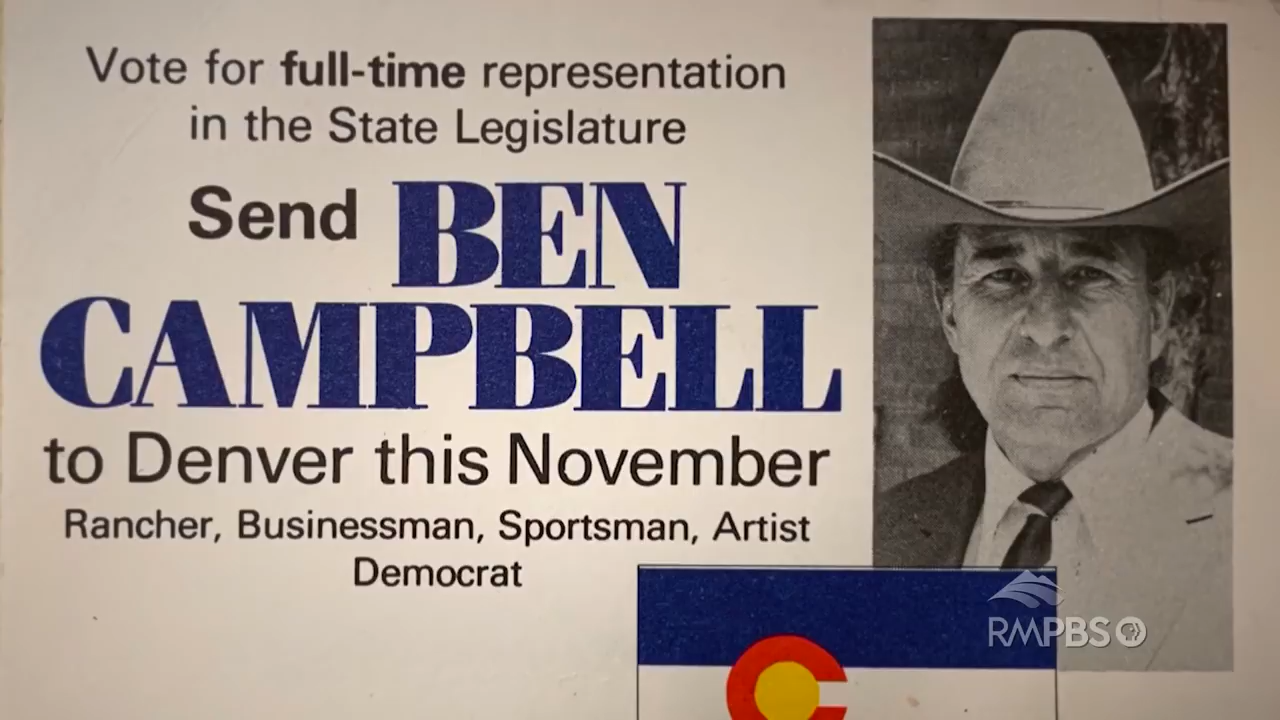 Vote for full-time representation
in the State Legislature
Send BEN
CAMPBELL
to Denver this November
Rancher, Businessman, Sportsman, Artist
Democrat
RMPBS